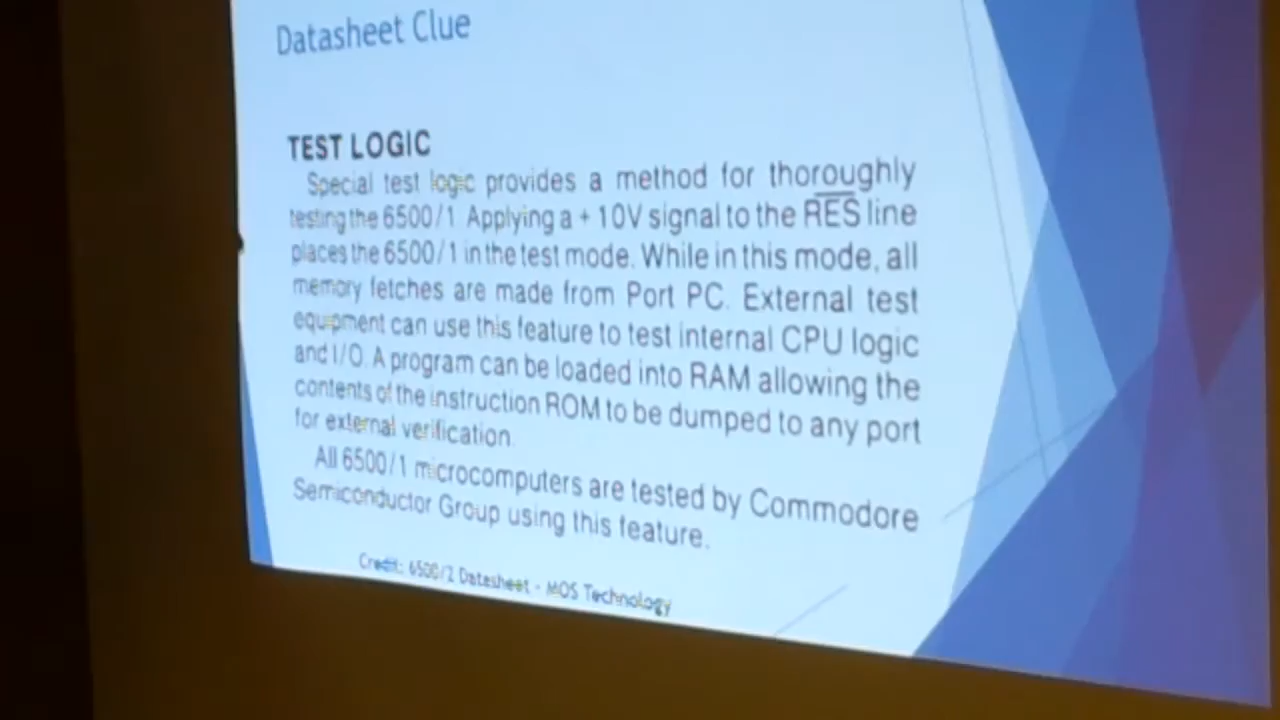 Datasheet Clue
TEST LOGIC
Special test logic provides a method for thoroughly
testing the 6500/1. Applying a + 10V signal to the RES line
places the 6500/1 in the test mode. While in this mode, all
memory fetches are made from Port PC. External test
equipment can use this feature to test internal CPU logic
and I/O. A program can be loaded into RAM allowing the
contents of the instruction ROM to be dumped to any port
for external verification.
All 6500/1 microcomputers are tested by Commodore
Semiconductor Group using this feature.
Credit: 6500/2 Datasheet - MOS Technology